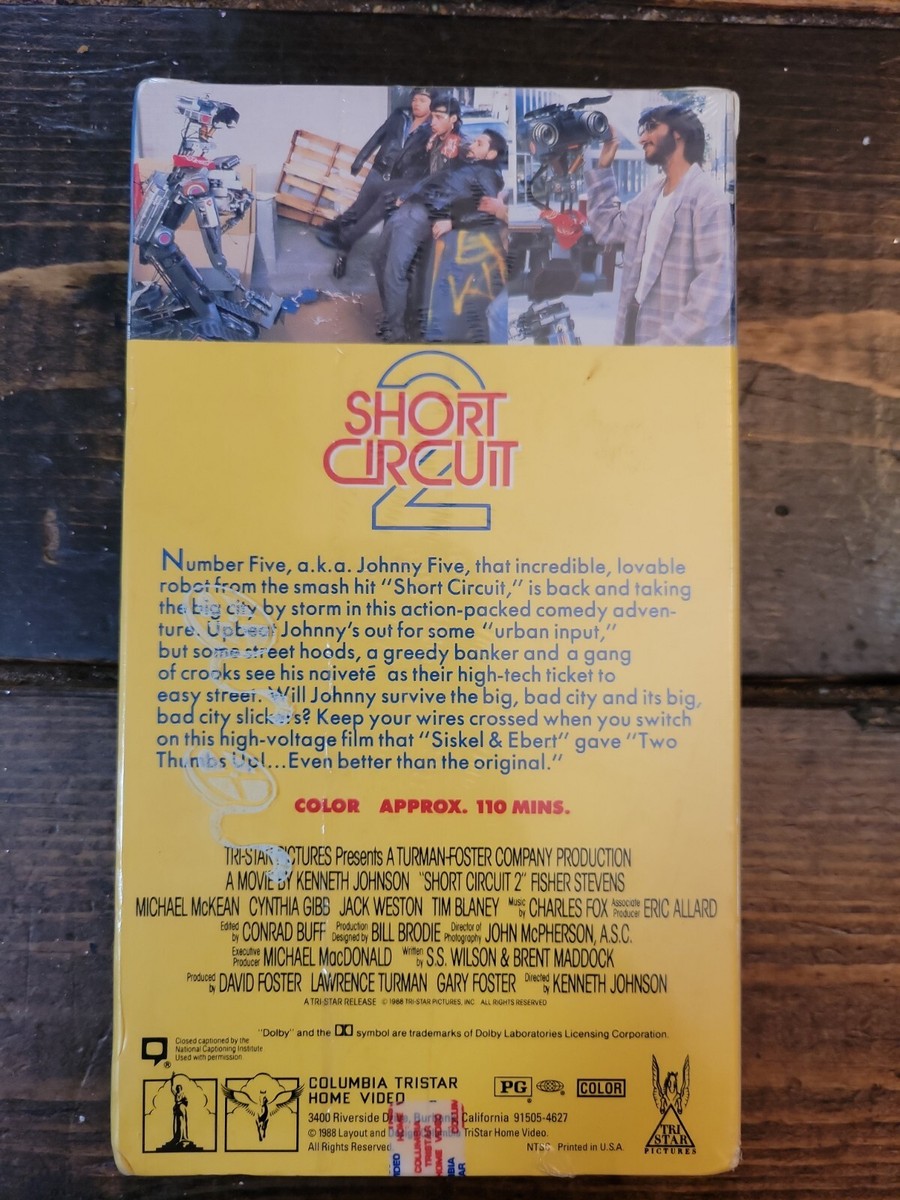 2
SHORT
CIRCUIT
Number Five, a.k.a. Johnny Five, that incredible, lovable
robot from the smash hit "Short Circuit," is back and taking
the big city by storm in this action-packed comedy adven-
ture. Upbeat Johnny's out for some "urban input,"
but some street hoods, a greedy banker and a gang
of crooks see his naiveté as their high-tech ticket to
easy street. Will Johnny survive the big, bad city and its big,
bad city slickers? Keep your wires crossed when you switch
on this high-voltage film that "Siskel & Ebert" gave "Two
Thumbs Up!...Even better than the original."
COLOR APPROX. 110 MINS.
TRI-STAR PICTURES Presents A TURMAN-FOSTER COMPANY PRODUCTION
A MOVIE BY KENNETH JOHNSON "SHORT CIRCUIT 2" FISHER STEVENS
MICHAEL McKEAN CYNTHIA GIBB JACK WESTON TIM BLANEY Music by CHARLES FOX Associate Producer ERIC ALLARD
Edited by CONRAD BUFF Production Designed by BILL BRODIE Director of Photography JOHN McPHERSON, A.S.C.
Executive Producer MICHAEL MacDONALD Written by S.S. WILSON & BRENT MADDOCK
Produced by DAVID FOSTER LAWRENCE TURMAN GARY FOSTER Directed by KENNETH JOHNSON
A TRI-STAR RELEASE © 1988 TRI-STAR PICTURES, INC ALL RIGHTS RESERVED
"Dolby" and the symbol are trademarks of Dolby Laboratories Licensing Corporation.
Closed captioned by the
National Captioning Institute
Used with permission
®
COLUMBIA TRISTAR
HOME VIDEO
PG
COLOR
3400 Riverside Drive, Burbank, California 91505-4627
© 1988 Layout and Design Columbia TriStar Home Video.
All Rights Reserved
NTSC Printed in U.S.A.
TRI
STAR
PICTURES
COLUMBIA
TRISTAR
HOME VIDEO